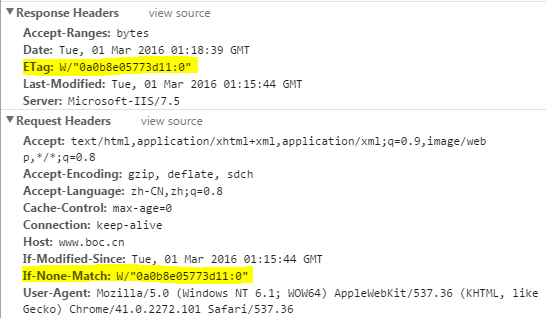 Response Headers view source
Accept-Ranges: bytes
Date: Tue, 01 Mar 2016 01:18:39 GMT
ETag: W/"0a0b8e05773d11:0"
Last-Modified: Tue, 01 Mar 2016 01:15:44 GMT
Server: Microsoft-IIS/7.5
Request Headers view source
Accept: text/html,application/xhtml+xml,application/xml;q=0.9,image/web
p,*/*;q=0.8
Accept-Encoding: gzip, deflate, sdch
Accept-Language: zh-CN,zh;q=0.8
Cache-Control: max-age=0
Connection: keep-alive
Host: www.boc.cn
If-Modified-Since: Tue, 01 Mar 2016 01:15:44 GMT
If-None-Match: W/"0a0b8e05773d11:0"
User-Agent: Mozilla/5.0 (Windows NT 6.1; WOW64) AppleWebKit/537.36 (KHTML, like
Gecko) Chrome/41.0.2272.101 Safari/537.36